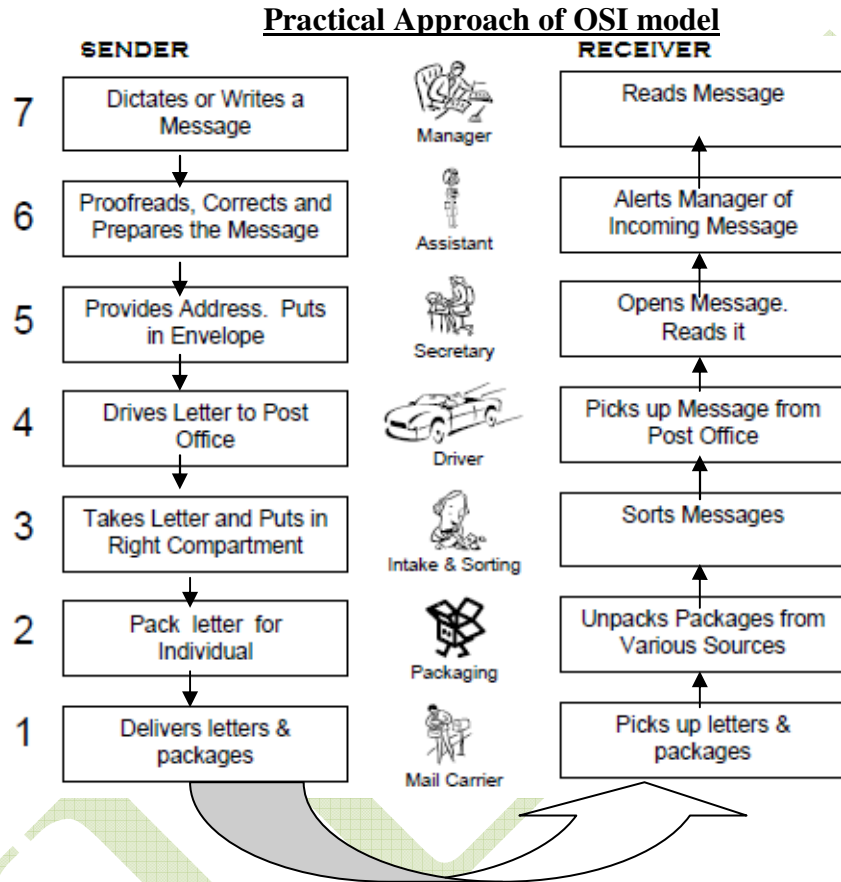 Practical Approach of OSI model
SENDER
RECEIVER
7
Dictates or Writes a
Message
Manager
Reads Message
6
Proofreads, Corrects and
Prepares the Message
Assistant
Alerts Manager of
Incoming Message
5
Provides Address. Puts
in Envelope
Secretary
Opens Message.
Reads it
4
Drives Letter to Post
Office
Driver
Picks up Message from
Post Office
3
Takes Letter and Puts in
Right Compartment
Intake & Sorting
Sorts Messages
2
Pack letter for
Individual
Packaging
Unpacks Packages from
Various Sources
1
Delivers letters &
packages
Mail Carrier
Picks up letters &
packages